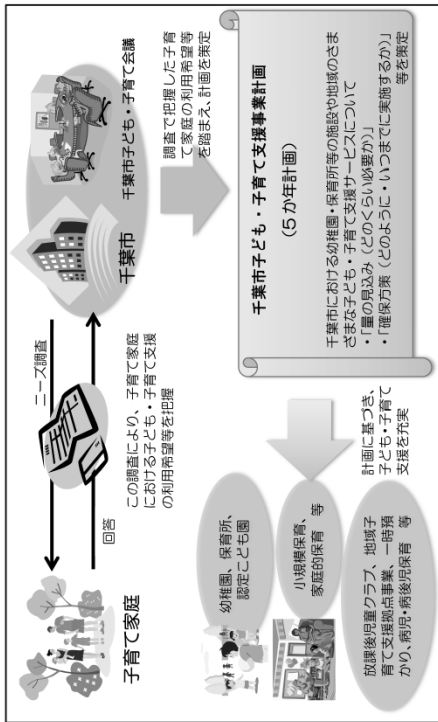 子育て家庭
ニーズ調査
回答
この調査により、子育て家庭
における子ども・子育て支援
の利用希望等を把握
千葉市
千葉市子ども・子育て会議
調査で把握した子育
て家庭の利用希望等
を踏まえ、計画を策定
千葉市子ども・子育て支援事業計画
（５か年計画）
千葉市における幼稚園・保育所等の施設や地域のさま
ざまな子ども・子育て支援サービスについて
・「量の見込み（どのくらい必要か）」
・「確保方策（どのように・いつまでに実施するか）」
等を策定
計画に基づき、
子ども・子育て
支援を充実
幼稚園、保育所、
認定こども園
小規模保育、
家庭的保育　等
放課後児童クラブ、地域子
育て支援拠点事業、一時預
かり、病児・病後児保育　等